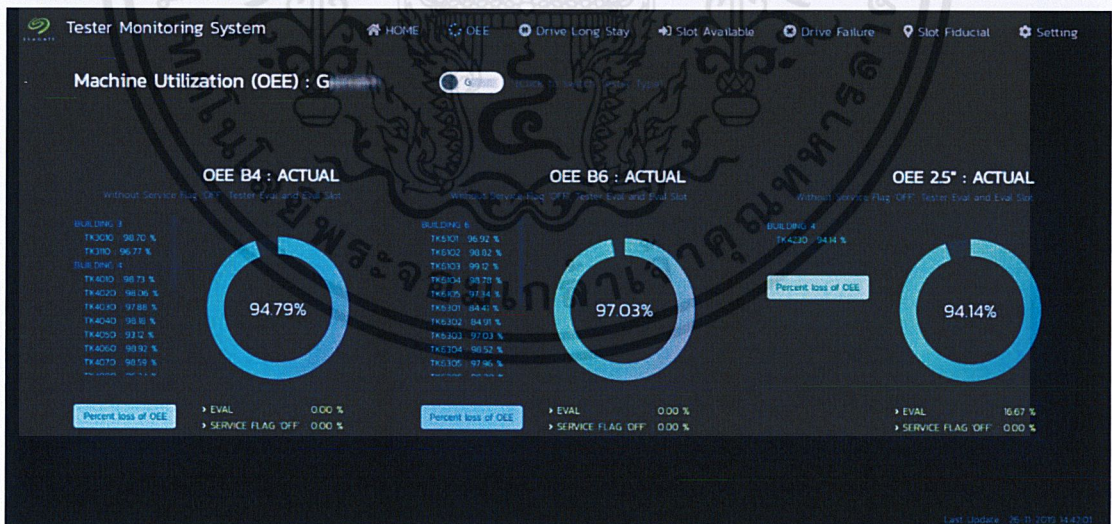 Tester Monitoring System
HOME
OEE
Drive Long Stay
Slot Available
Drive Failure
Slot Fiducial
Setting
Machine Utilization (OEE) : G
G
OEE B4 : ACTUAL
Without Service Flag 'OFF' Tester Eval and Eval Slot
BUILDING 3
TK3010 : 98.70 %
TK3110 : 96.77 %
BUILDING 4
TK4010 : 98.73 %
TK4020 : 98.06 %
TK4030 : 97.88 %
TK4040 : 98.18 %
TK4050 : 93.12 %
TK4060 : 98.92 %
TK4070 : 98.59 %
94.79%
Percent loss of OEE
EVAL 0.00 %
SERVICE FLAG 'OFF' 0.00 %
OEE B6 : ACTUAL
Without Service Flag 'OFF' Tester Eval and Eval Slot
BUILDING 6
TK6101 : 96.92 %
TK6102 : 98.82 %
TK6103 : 99.12 %
TK6104 : 98.78 %
TK6105 : 97.34 %
TK6301 : 84.41 %
TK6302 : 84.91 %
TK6303 : 97.03 %
TK6304 : 98.52 %
TK6305 : 97.96 %
97.03%
Percent loss of OEE
EVAL 0.00 %
SERVICE FLAG 'OFF' 0.00 %
OEE 2.5" : ACTUAL
Without Service Flag 'OFF' Tester Eval and Eval Slot
BUILDING 4
TK4230 : 94.14 %
Percent loss of OEE
94.14%
EVAL 16.67 %
SERVICE FLAG 'OFF' 0.00 %
Last Update : 26-11-2019 14:42:01